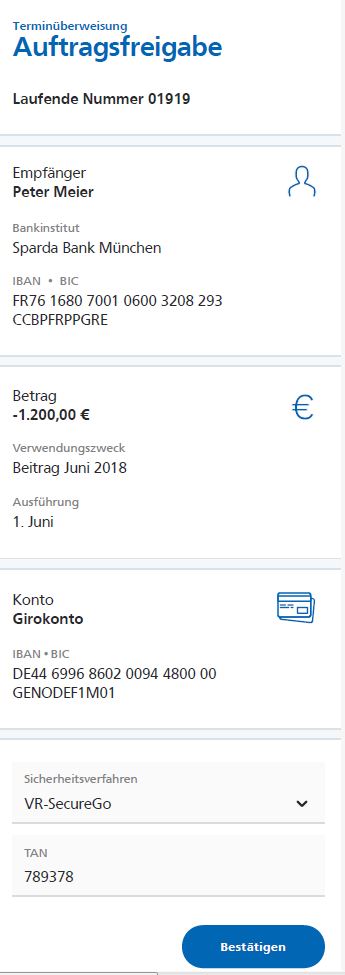 Terminüberweisung
Auftragsfreigabe
Laufende Nummer 01919
Empfänger
Peter Meier
Bankinstitut
Sparda Bank München
IBAN • BIC
FR76 1680 7001 0600 3208 293
CCBPFRPPGRE
Betrag
-1.200,00 €
€
Verwendungszweck
Beitrag Juni 2018
Ausführung
1. Juni
Konto
Girokonto
IBAN • BIC
DE44 6996 8602 0094 4800 00
GENODEF1M01
Sicherheitsverfahren
VR-SecureGo
TAN
789378
Bestätigen